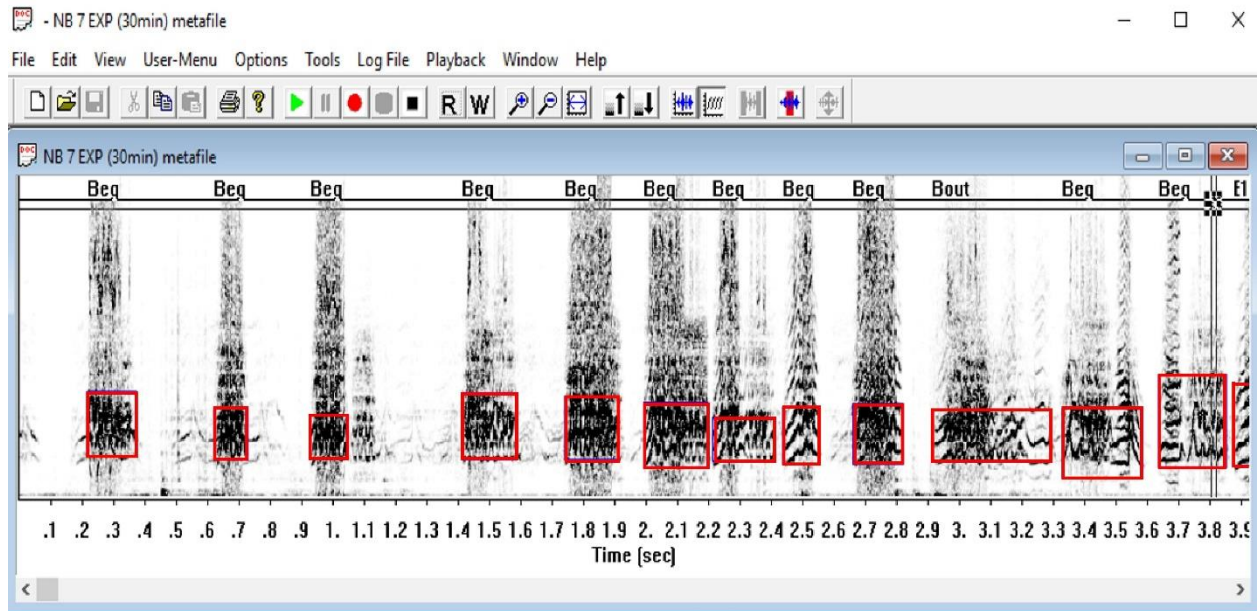 DOC - NB 7 EXP (30min) metafile
File Edit View User-Menu Options Tools Log File Playback Window Help
R W
DOC NB 7 EXP (30min) metafile
Beg Beg Beg Beg Beg Beg Beg Beg Beg Bout Beg Beg E1
.1 .2 .3 .4 .5 .6 .7 .8 .9 1. 1.1 1.2 1.3 1.4 1.5 1.6 1.7 1.8 1.9 2. 2.1 2.2 2.3 2.4 2.5 2.6 2.7 2.8 2.9 3. 3.1 3.2 3.3 3.4 3.5 3.6 3.7 3.8 3.9
Time (sec)